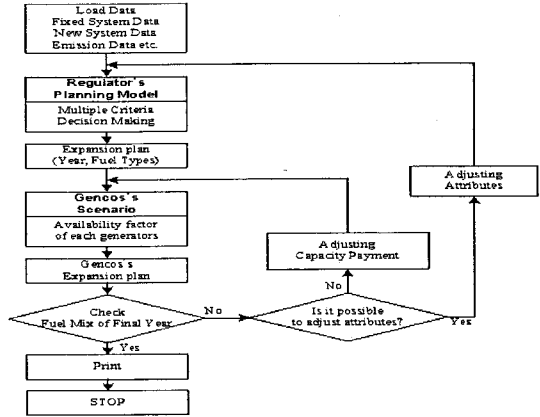 Load Data
Fixed System Data
New System Data
Emission Data etc.
Regulator's
Planning Model
Multiple Criteria
Decision Making
Expansion plan
(Year, Fuel Types)
Gencos's
Scenario
Availability factor
of each generators
Gencos's
Expansion plan
Check
Fuel Mix of Final Year
No
Yes
Print
STOP
Is it possible
to adjust attributes?
No
Yes
Adjusting
Capacity Payment
Adjusting
Attributes